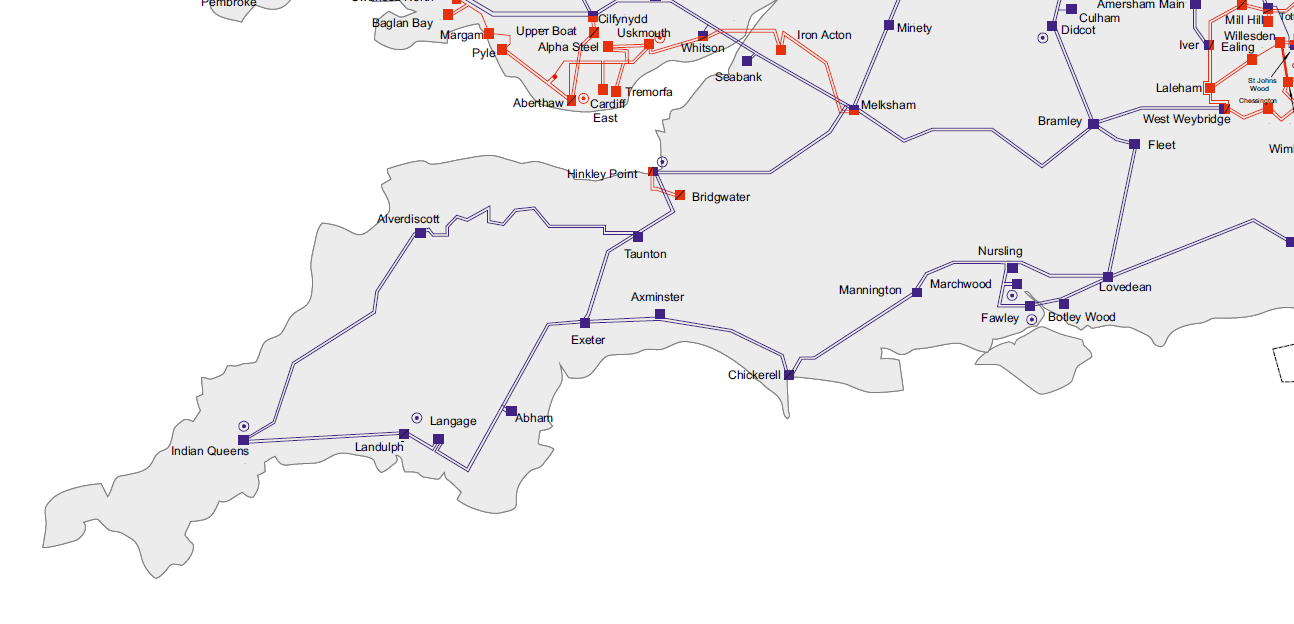 Pembroke
Cilfynydd
Baglan Bay
Margam
Upper Boat
Uskmouth
Alpha Steel
Pyle
Whitson
Iron Acton
Seabank
Minety
Culham
Didcot
Amersham Main
Mill Hill
Iver
Willesden
Ealing
St Johns
Wood
Laleham
Chessington
West Weybridge
Aberthaw
Cardiff
East
Tremorfa
Melksham
Bramley
Fleet
Hinkley Point
Bridgwater
Alverdiscott
Taunton
Nursling
Mannington
Marchwood
Lovedean
Axminster
Fawley
Botley Wood
Exeter
Chickerell
Langage
Abham
Indian Queens
Landulph